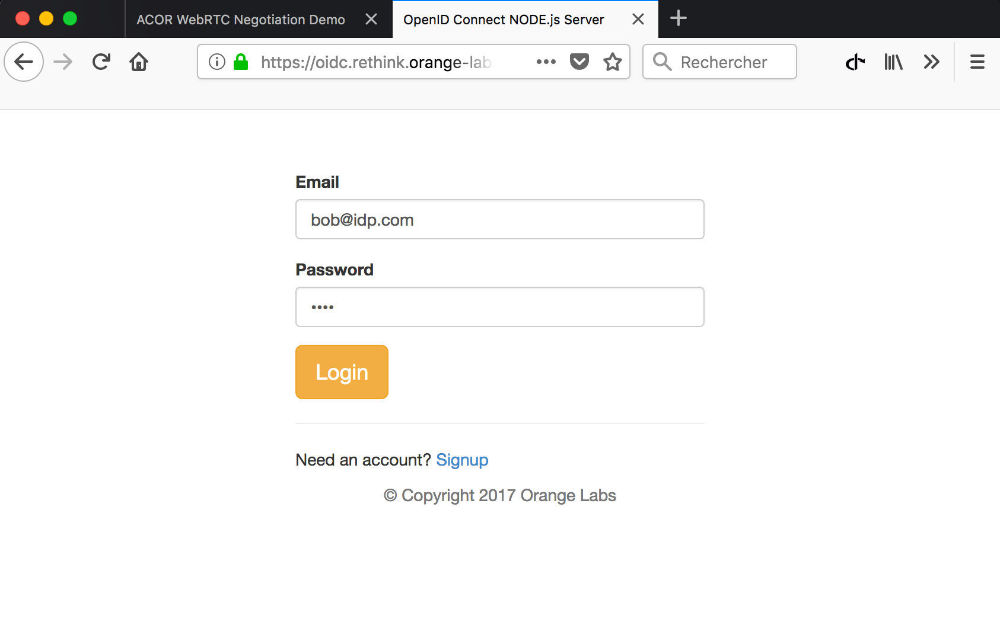 ACOR WebRTC Negotiation Demo
OpenID Connect NODE.js Server
https://oidc.rethink.orange-lab
Rechercher
Email
bob@idp.com
Password
••••
Login
Need an account? Signup
© Copyright 2017 Orange Labs